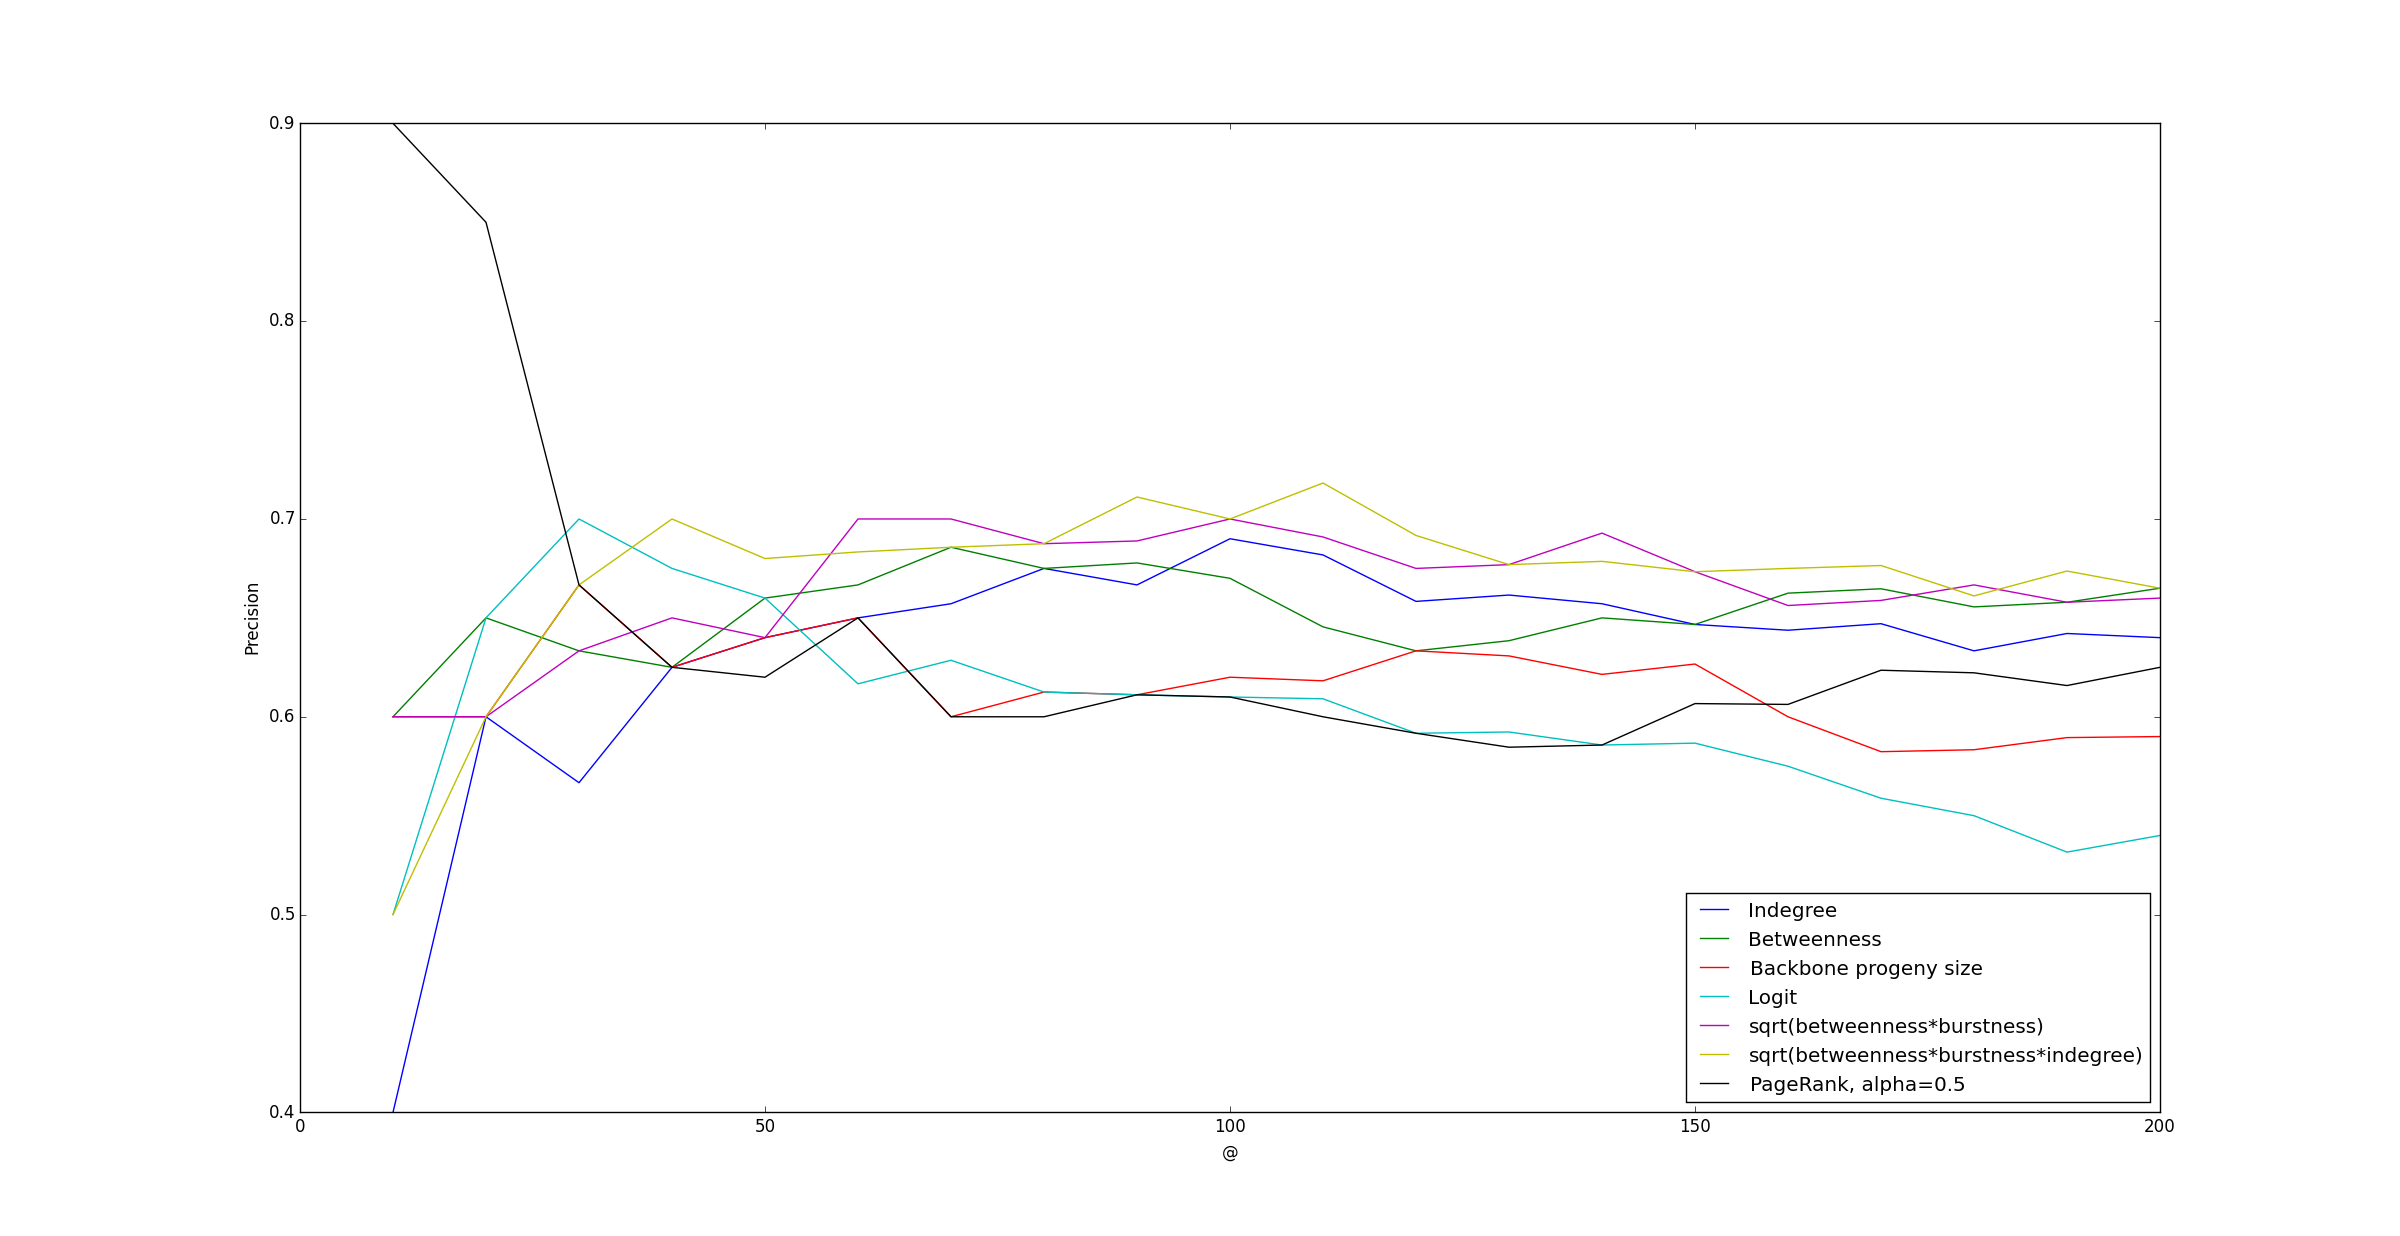 0.9
0.8
0.7
0.6
0.5
0.4
Precision
0 50 100 150 200
@
Indegree
Betweenness
Backbone progeny size
Logit
sqrt(betweenness*burstness)
sqrt(betweenness*burstness*indegree)
PageRank, alpha=0.5